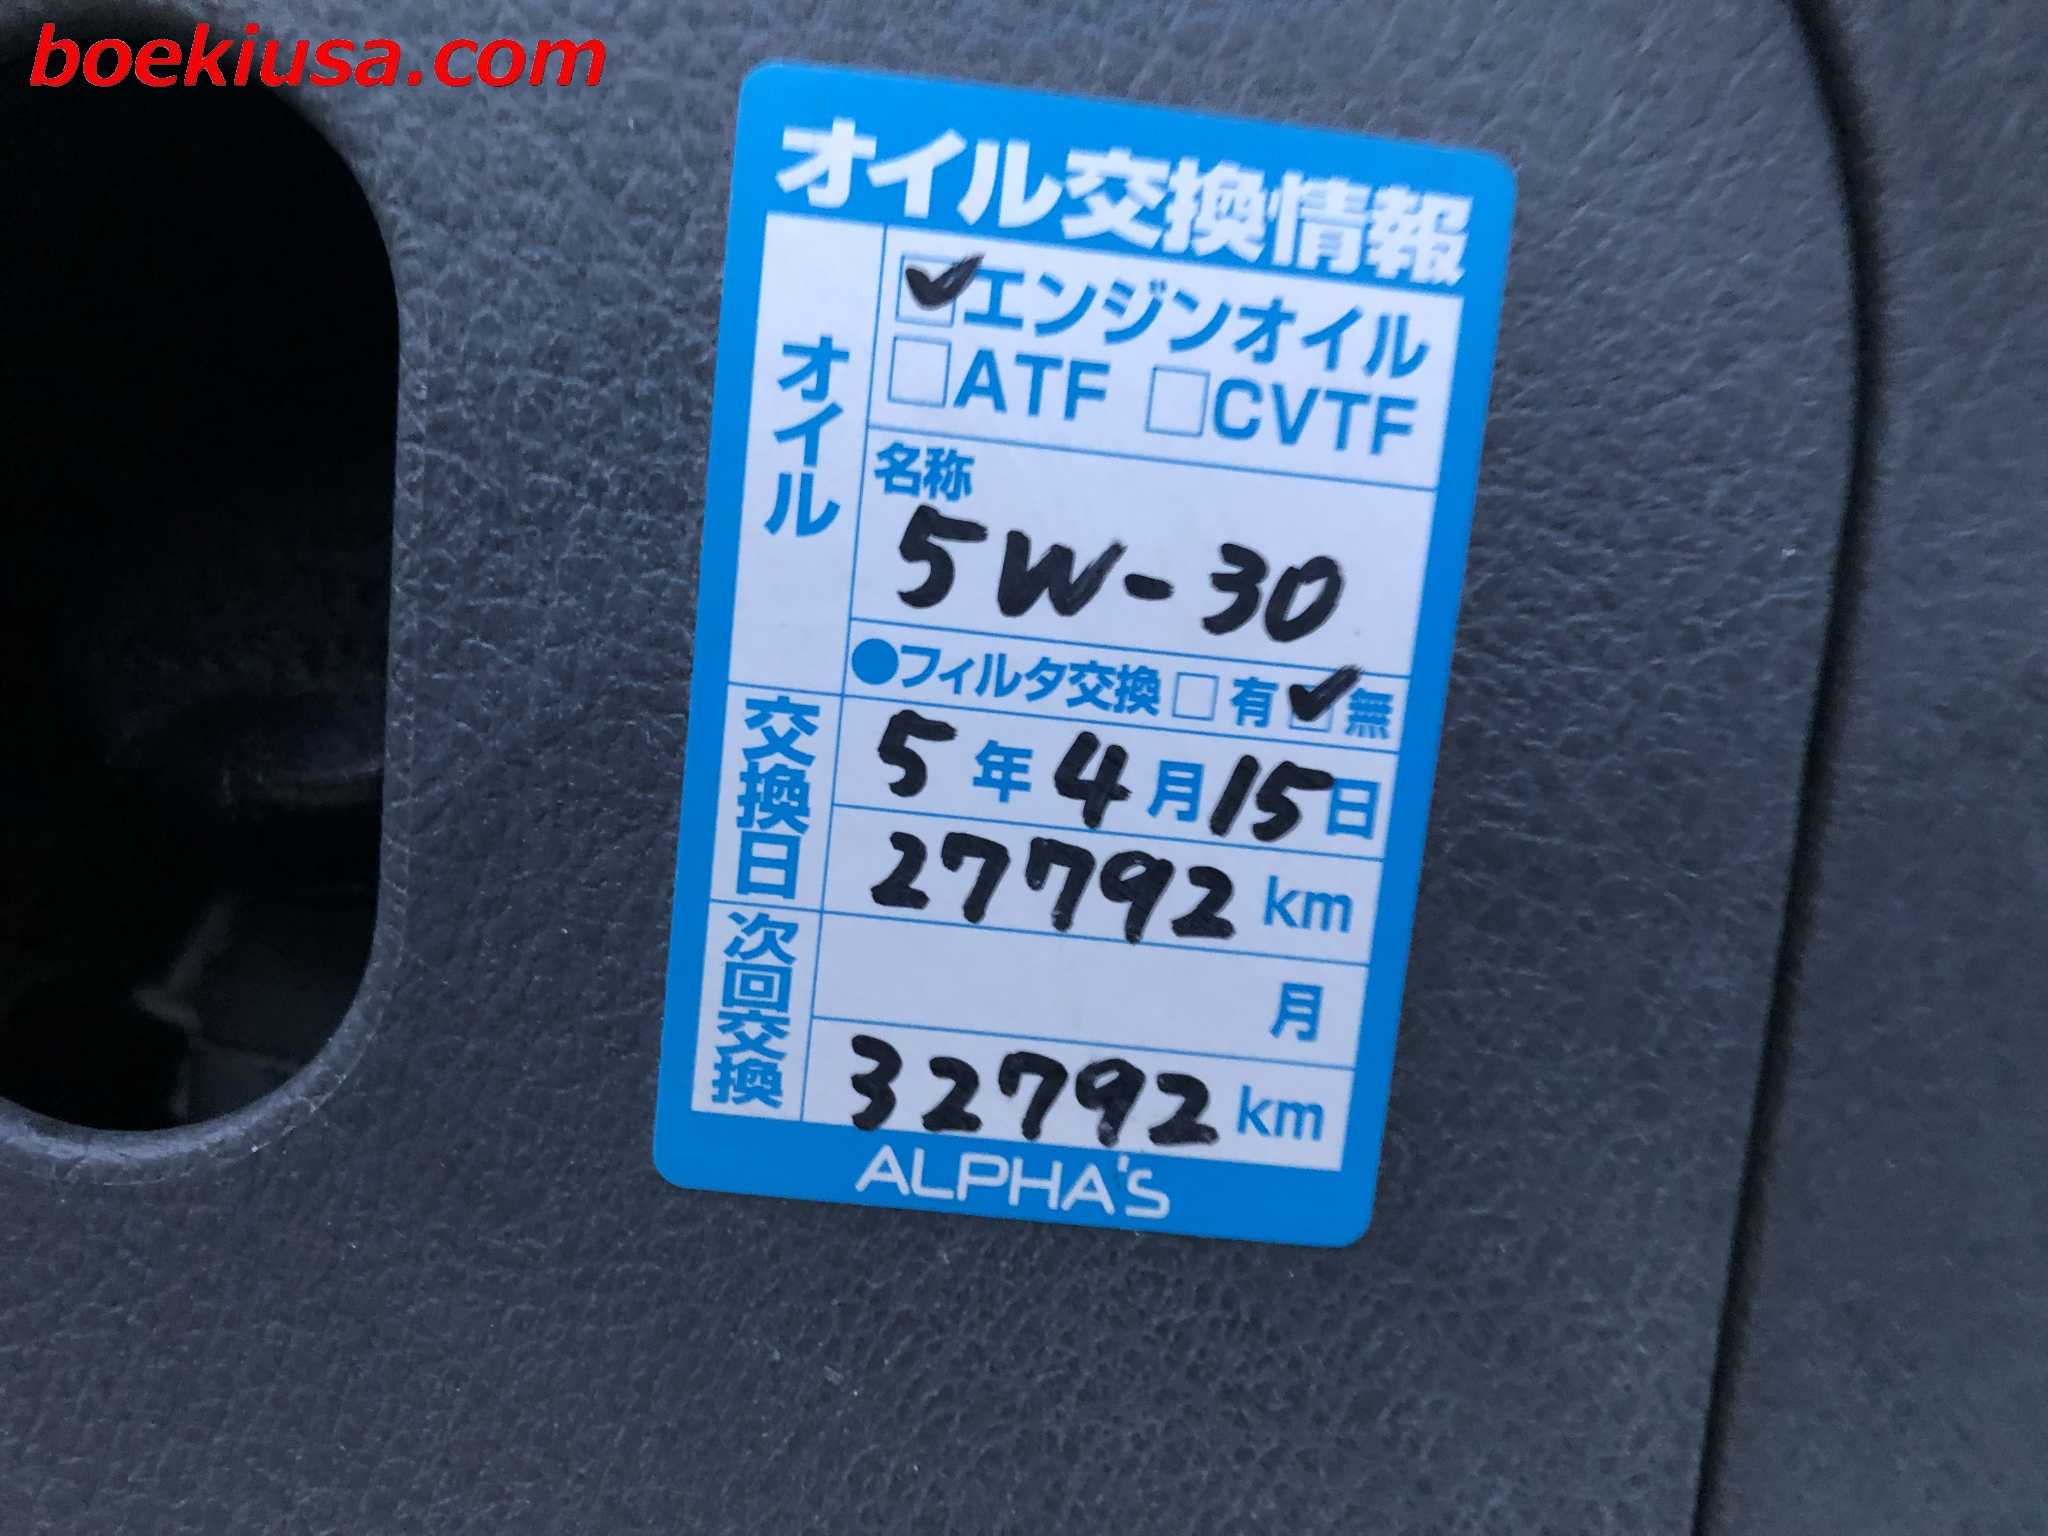 boekiusa.com
オイル交換情報
オイル
エンジンオイル
ATF CVTF
名称
5W-30
●フィルタ交換 有 無
交換日
5年4月15日
27792 km
次回交換
月
32792 km
ALPHA'S